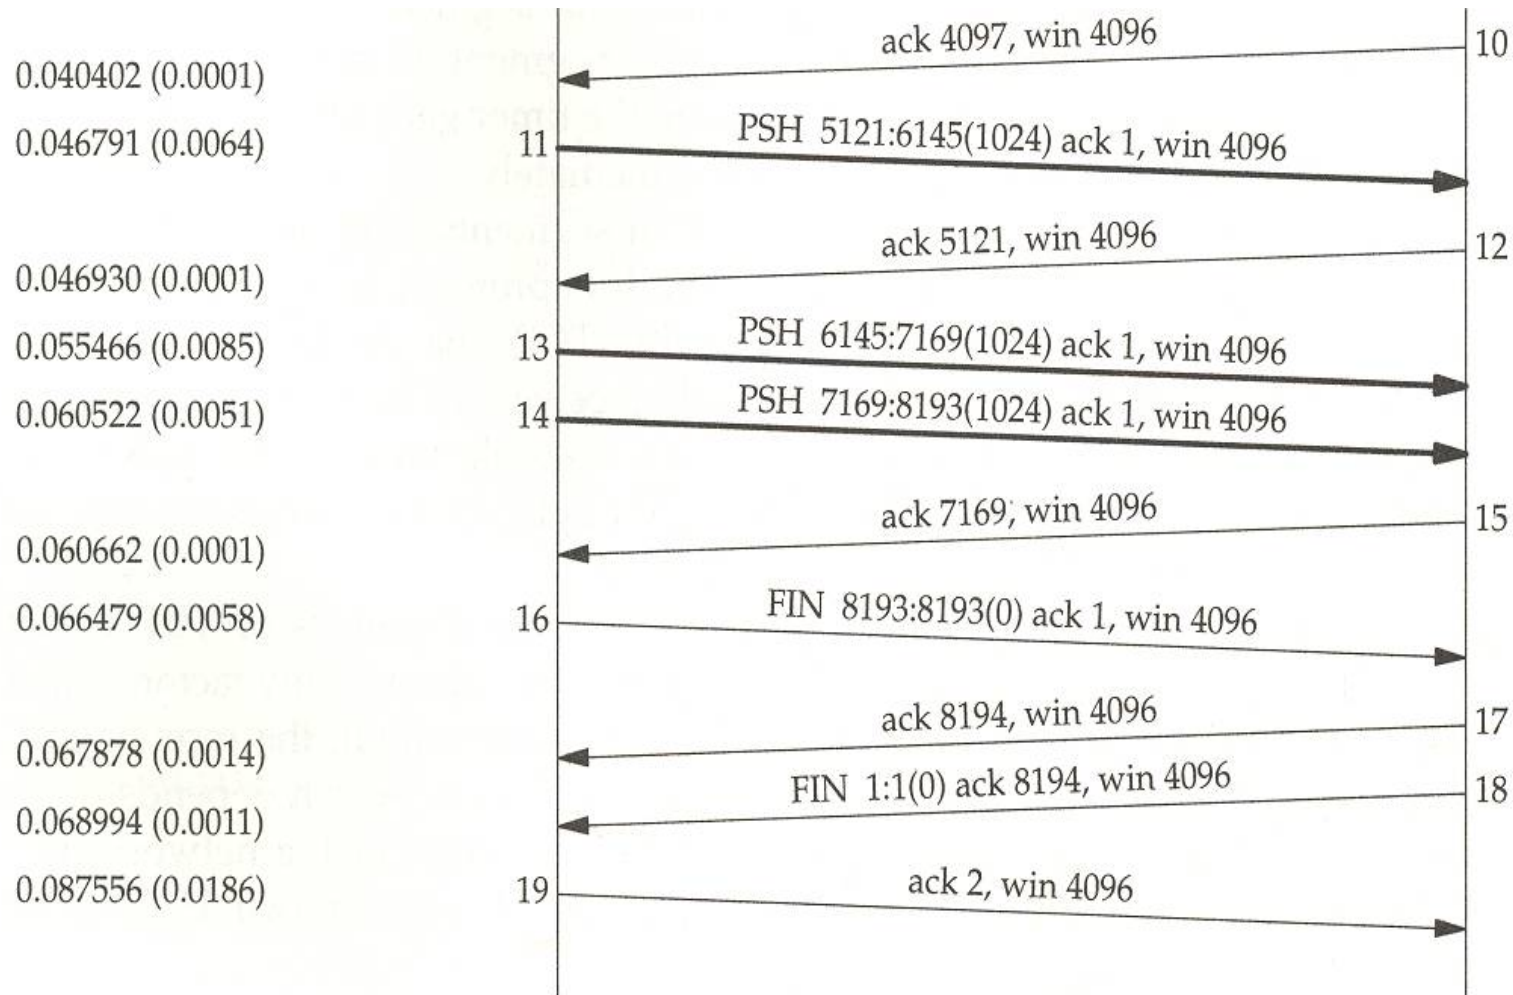 ack 4097, win 4096 10
0.040402 (0.0001)
0.046791 (0.0064) 11 PSH 5121:6145(1024) ack 1, win 4096
ack 5121, win 4096 12
0.046930 (0.0001)
0.055466 (0.0085) 13 PSH 6145:7169(1024) ack 1, win 4096
0.060522 (0.0051) 14 PSH 7169:8193(1024) ack 1, win 4096
ack 7169, win 4096 15
0.060662 (0.0001)
0.066479 (0.0058) 16 FIN 8193:8193(0) ack 1, win 4096
ack 8194, win 4096 17
0.067878 (0.0014)
FIN 1:1(0) ack 8194, win 4096 18
0.068994 (0.0011)
0.087556 (0.0186) 19 ack 2, win 4096